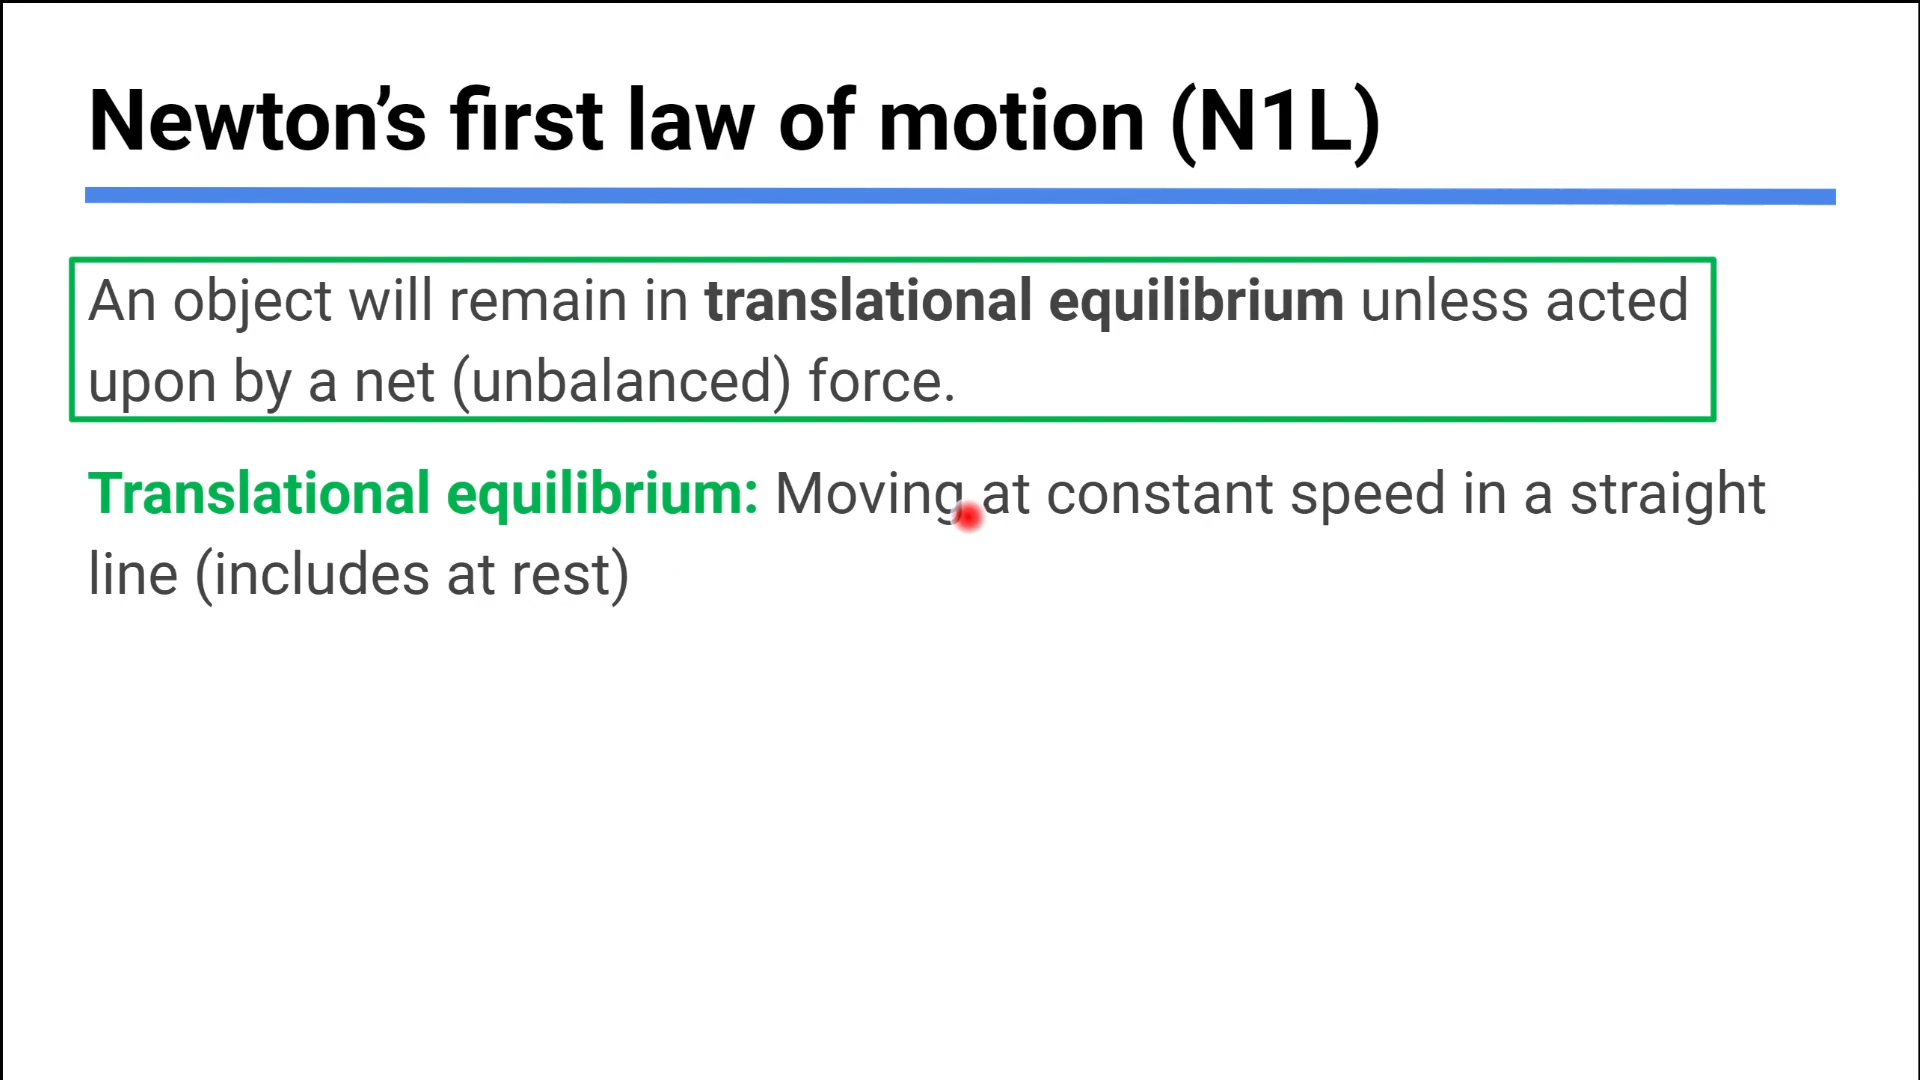 Newton’s first law of motion (N1L)
An object will remain in translational equilibrium unless acted
upon by a net (unbalanced) force.
Translational equilibrium: Moving at constant speed in a straight
line (includes at rest)